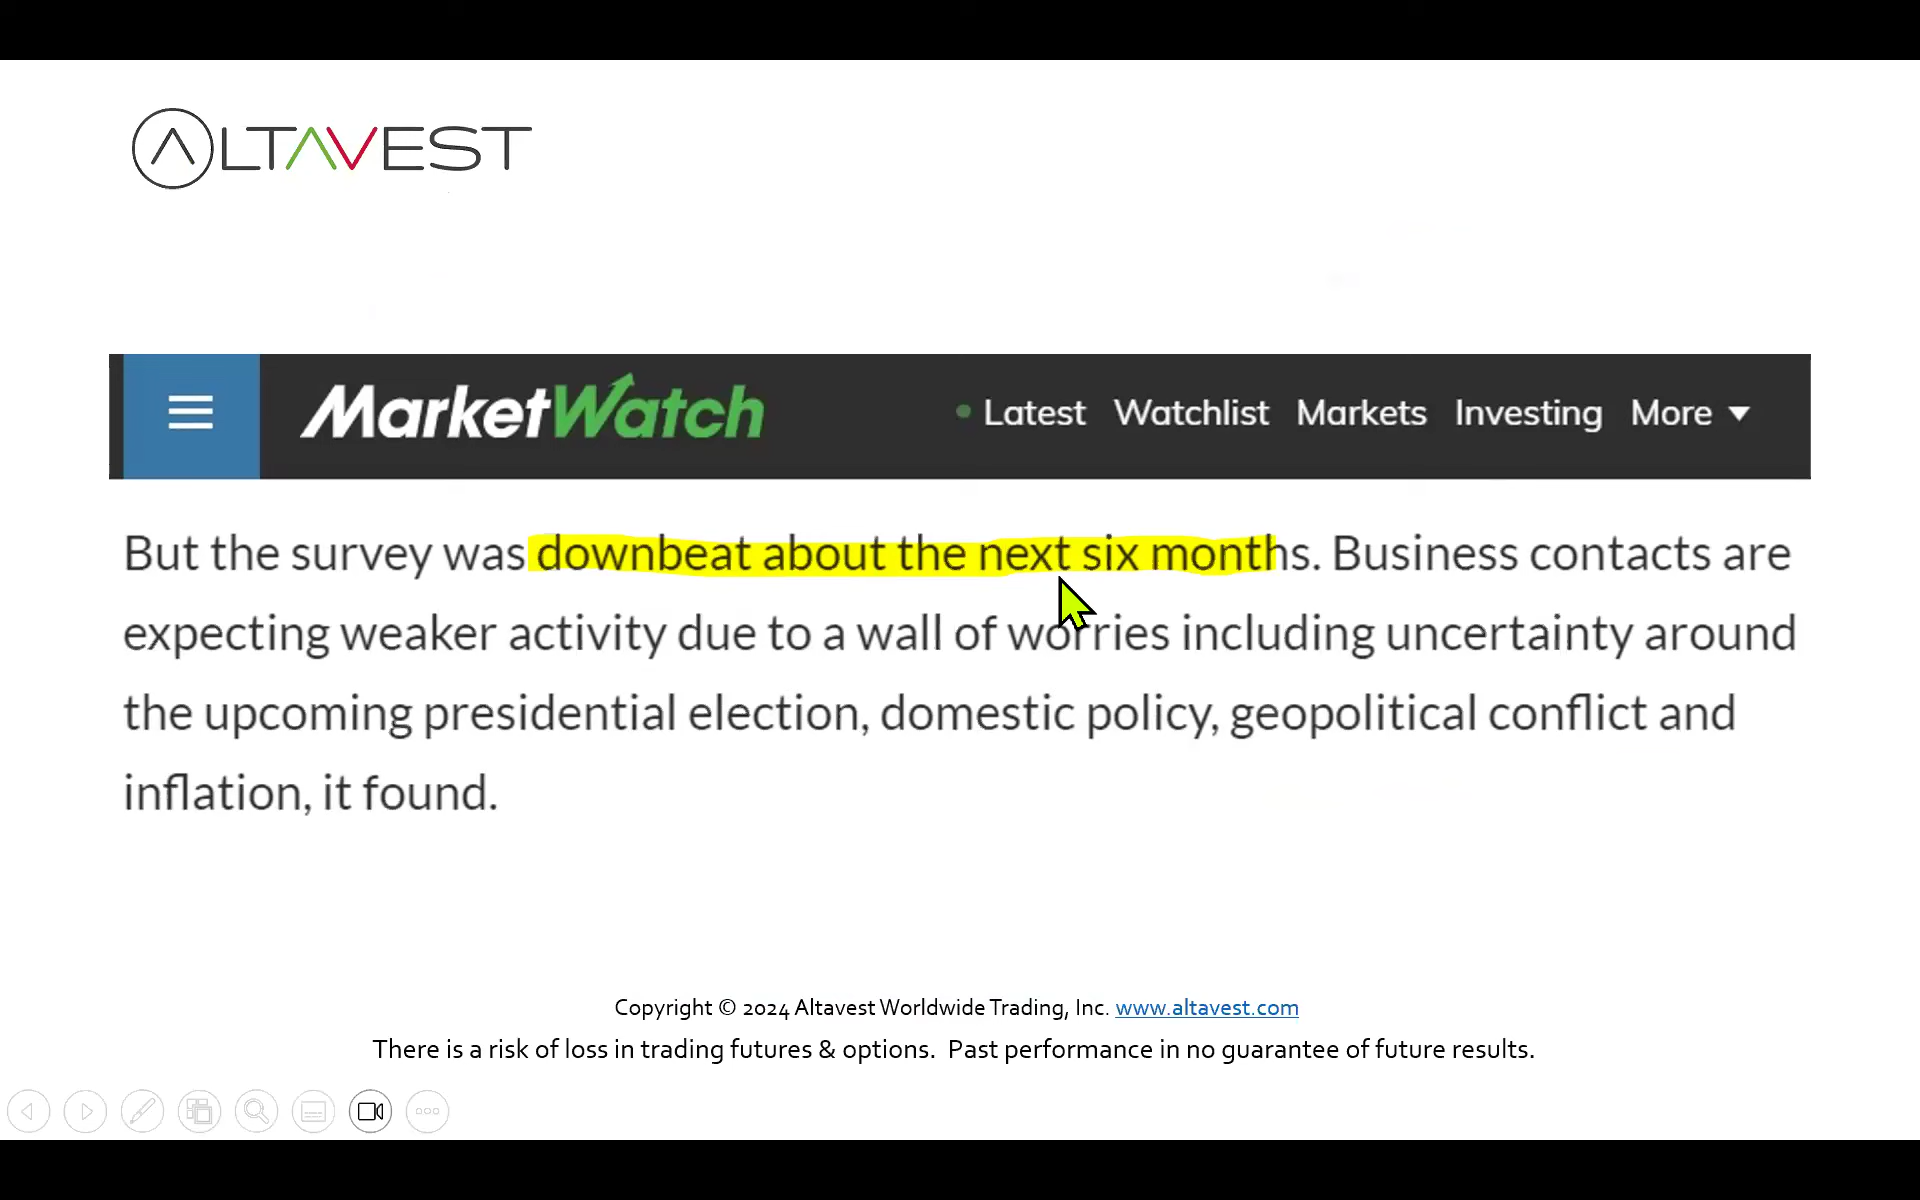 ALTAVEST
MarketWatch
Latest Watchlist Markets Investing More
But the survey was downbeat about the next six months. Business contacts are
expecting weaker activity due to a wall of worries including uncertainty around
the upcoming presidential election, domestic policy, geopolitical conflict and
inflation, it found.
Copyright © 2024 Altavest Worldwide Trading, Inc. www.altavest.com
There is a risk of loss in trading futures & options. Past performance in no guarantee of future results.